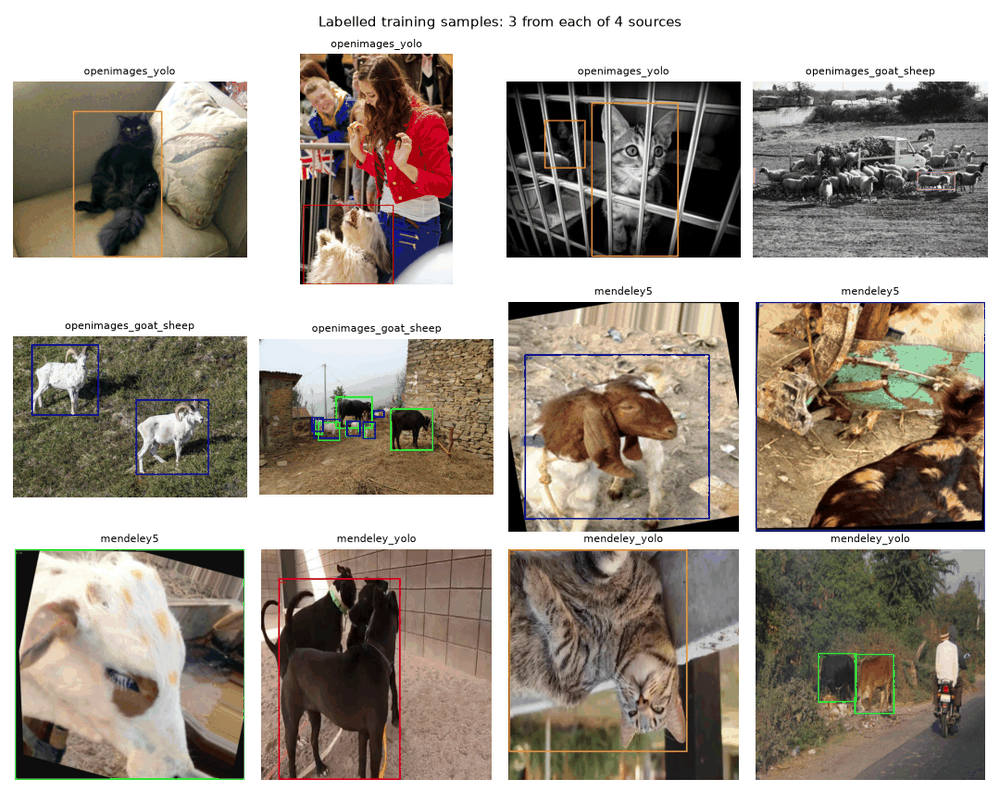 Labelled training samples: 3 from each of 4 sources
openimages_yolo
openimages_yolo
openimages_yolo
openimages_goat_sheep
openimages_goat_sheep
openimages_goat_sheep
mendeley5
mendeley5
mendeley5
mendeley_yolo
mendeley_yolo
mendeley_yolo